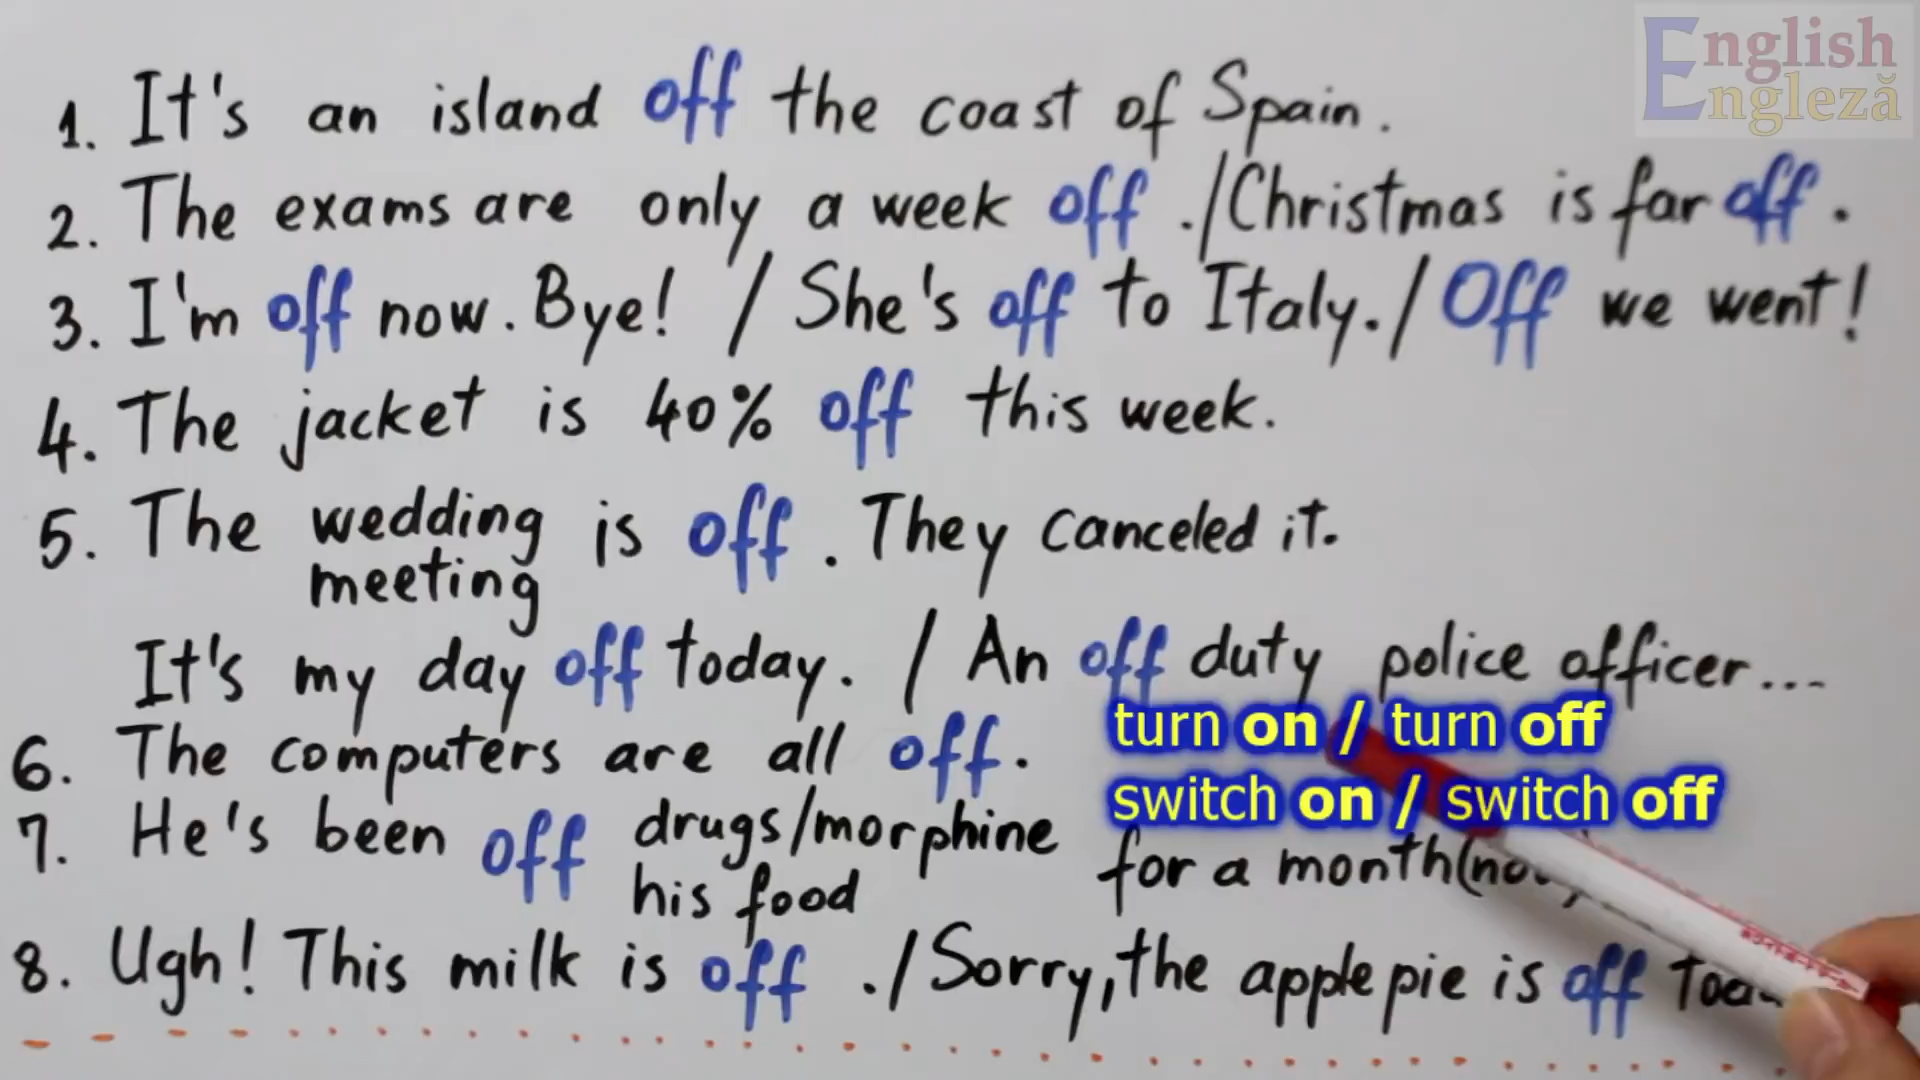 English
Engleză
1. It's an island off the coast of Spain.
2. The exams are only a week off ./Christmas is far off.
3. I'm off now. Bye! / She's off to Italy./ Off we went!
4. The jacket is 40% off this week.
5. The wedding is off. They canceled it.
meeting
It's my day off today. / An off duty police officer...
turn on / turn off
6. The computers are all off.
switch on / switch off
7. He's been off drugs/morphine
his food for a month
8. Ugh! This milk is off ./Sorry, the apple pie is off